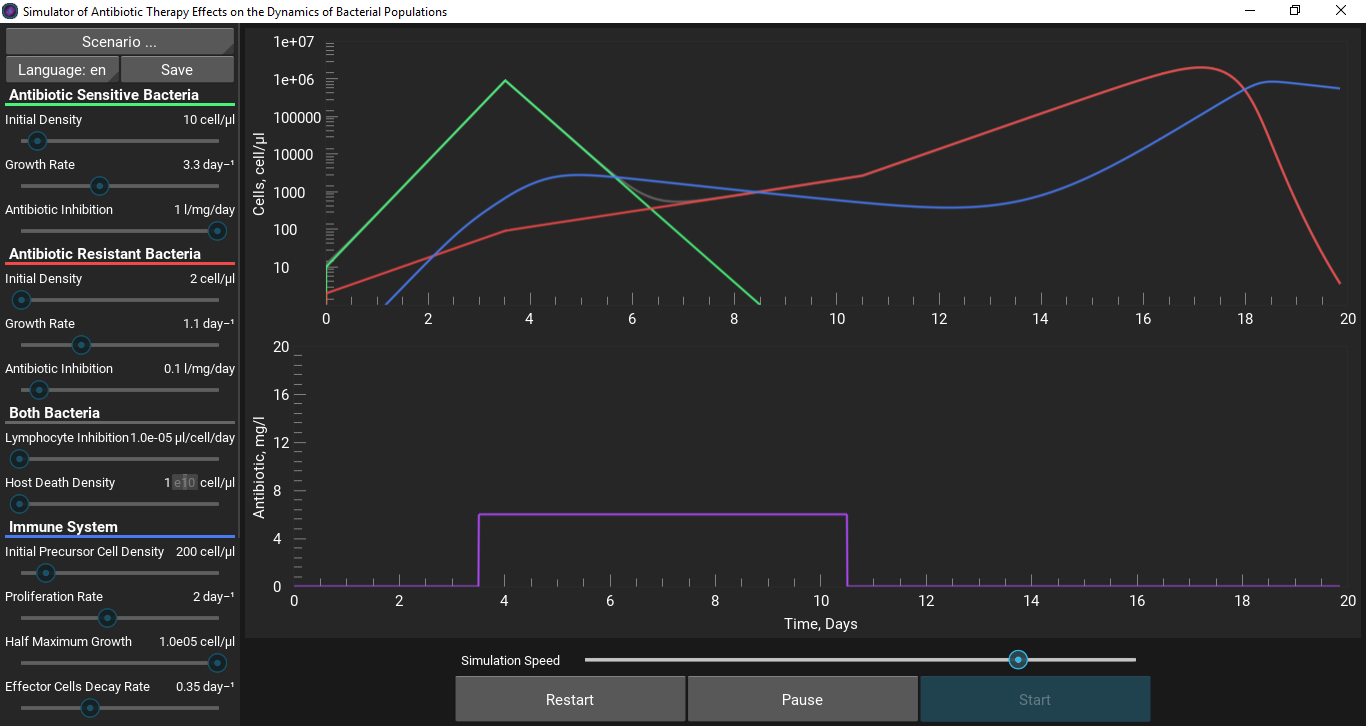 Simulator of Antibiotic Therapy Effects on the Dynamics of Bacterial Populations
Scenario ...
Language: en Save
Antibiotic Sensitive Bacteria
Initial Density 10 cell/µl
Growth Rate 3.3 day−¹
Antibiotic Inhibition 1 l/mg/day
Antibiotic Resistant Bacteria
Initial Density 2 cell/µl
Growth Rate 1.1 day−¹
Antibiotic Inhibition 0.1 l/mg/day
Both Bacteria
Lymphocyte Inhibition 1.0e-05 µl/cell/day
Host Death Density 1 e10 cell/µl
Immune System
Initial Precursor Cell Density 200 cell/µl
Proliferation Rate 2 day−¹
Half Maximum Growth 1.0e05 cell/µl
Effector Cells Decay Rate 0.35 day−¹
Cells, cell/µl
1e+07
1e+06
100000
10000
1000
100
10
0 2 4 6 8 10 12 14 16 18 20
Antibiotic, mg/l
20
16
12
8
4
0
0 2 4 6 8 10 12 14 16 18 20
Time, Days
Simulation Speed
Restart Pause Start